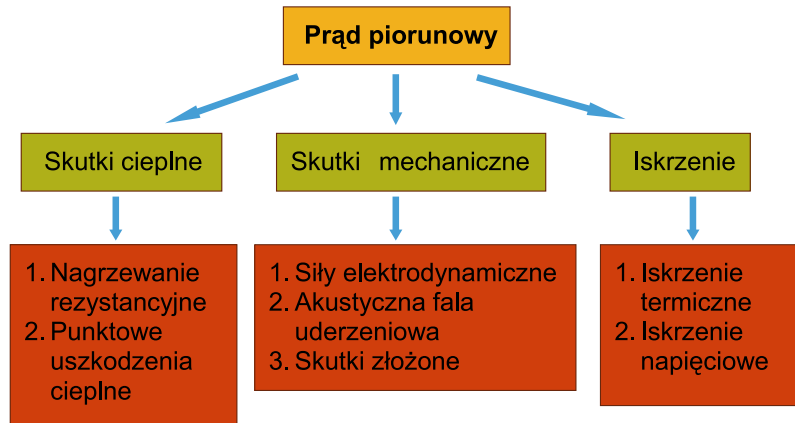 Prąd piorunowy
Skutki cieplne
Skutki mechaniczne
Iskrzenie
1. Nagrzewanie
rezystancyjne
2. Punktowe
uszkodzenia
cieplne
1. Siły elektrodynamiczne
2. Akustyczna fala
uderzeniowa
3. Skutki złożone
1. Iskrzenie
termiczne
2. Iskrzenie
napięciowe